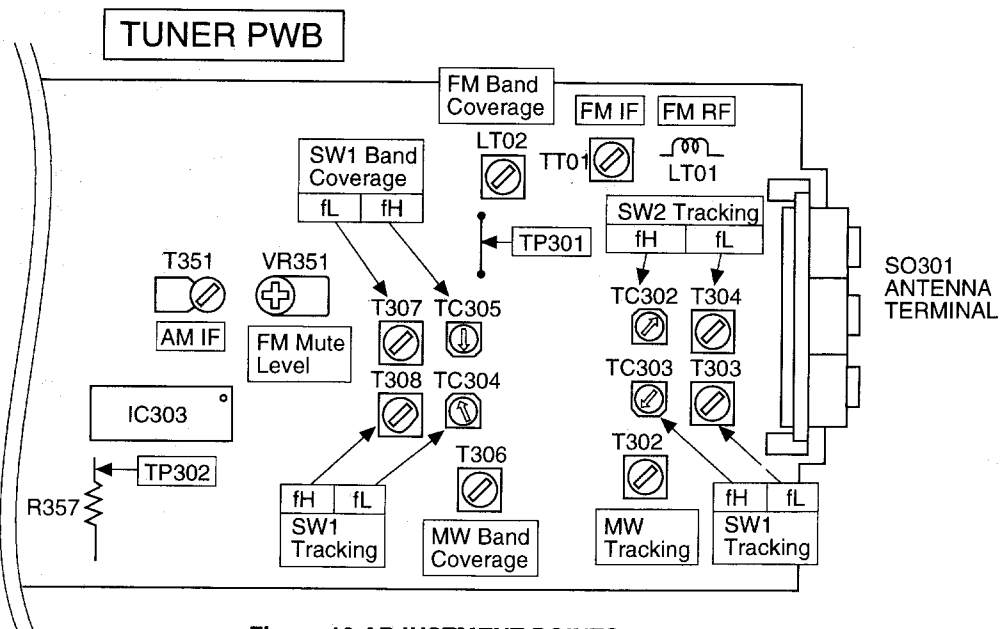 TUNER PWB
FM Band
Coverage
FM IF
FM RF
LT02
TT01
LT01
SW1 Band
Coverage
fL fH
TP301
SW2 Tracking
fH fL
T351
VR351
AM IF
FM Mute
Level
T307
TC305
TC302
T304
SO301
ANTENNA
TERMINAL
T308
TC304
TC303
T303
IC303
TP302
R357
T306
T302
fH fL
SW1
Tracking
MW Band
Coverage
MW
Tracking
fH fL
SW1
Tracking